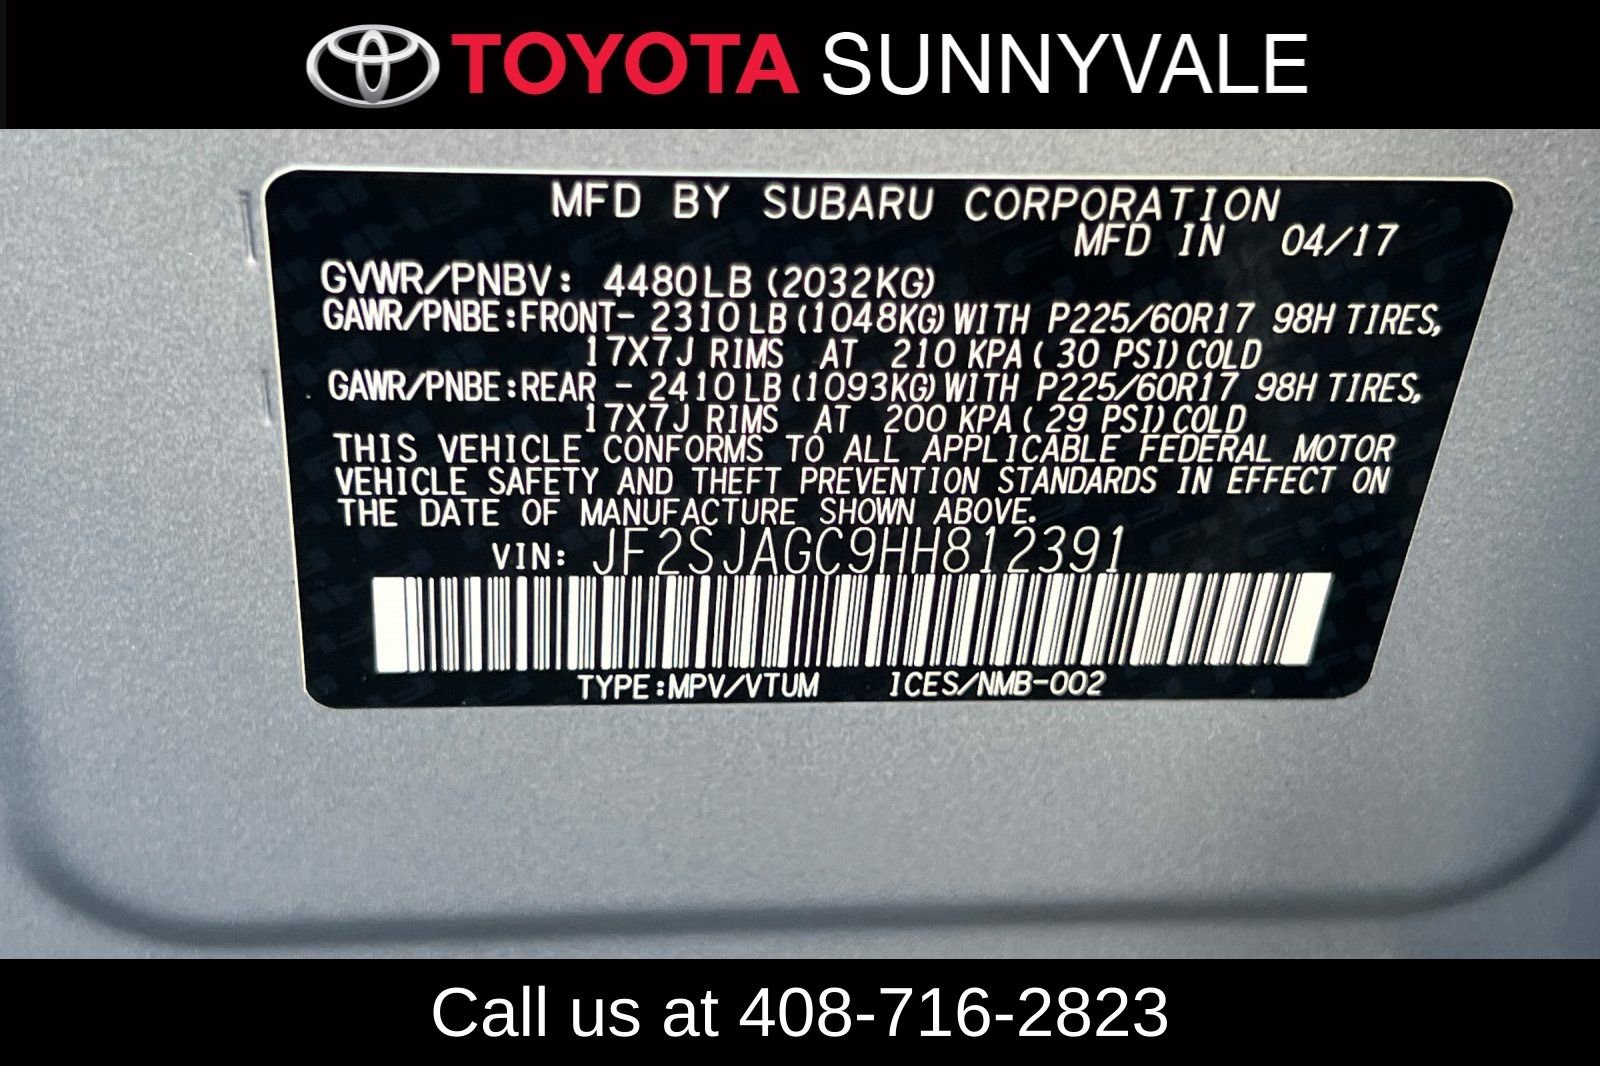 TOYOTA SUNNYVALE
MFD BY SUBARU CORPORATION
MFD IN 04/17
GVWR/PNBV: 4480LB (2032KG)
GAWR/PNBE:FRONT- 2310 LB (1048KG) WITH P225/60R17 98H TIRES,
17X7J RIMS AT 210 KPA ( 30 PSI) COLD
GAWR/PNBE:REAR - 2410 LB (1093KG) WITH P225/60R17 98H TIRES,
17X7J RIMS AT 200 KPA ( 29 PSI) COLD
THIS VEHICLE CONFORMS TO ALL APPLICABLE FEDERAL MOTOR
VEHICLE SAFETY AND THEFT PREVENTION STANDARDS IN EFFECT ON
THE DATE OF MANUFACTURE SHOWN ABOVE.
VIN: JF2SJAGC9HH812391
TYPE:MPV/VTUM ICES/NMB-002
Call us at 408-716-2823